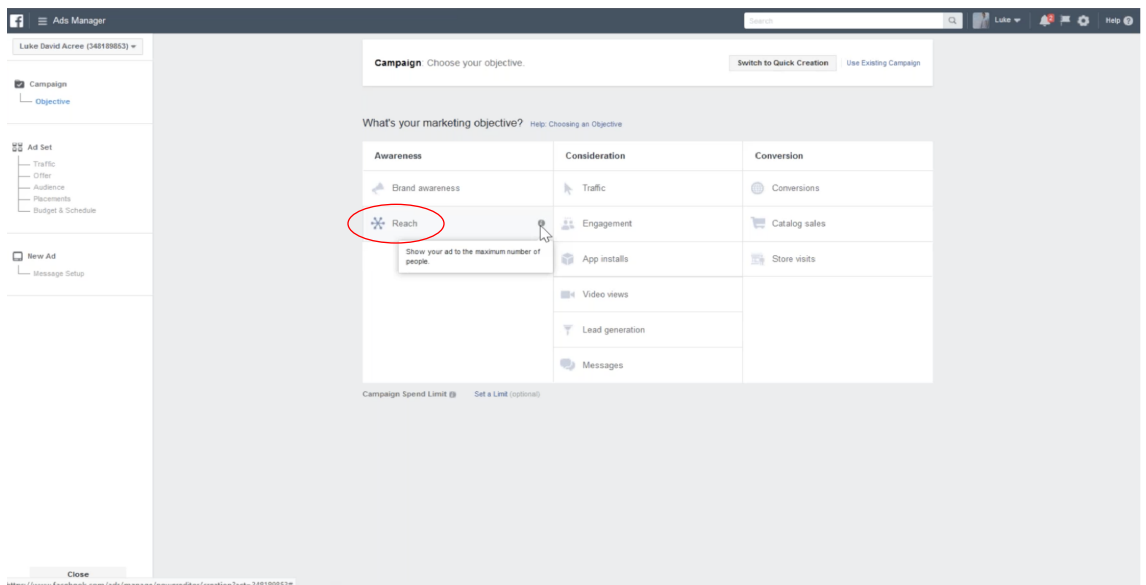 f Ads Manager Search Luke 2 Help
Luke David Acree (348189853)
Campaign: Choose your objective. Switch to Quick Creation Use Existing Campaign
Campaign
Objective
What's your marketing objective? Help: Choosing an Objective
Ad Set
Traffic
Offer
Audience
Placements
Budget & Schedule
New Ad
Message Setup
Awareness Consideration Conversion
Brand awareness Traffic Conversions
Reach Engagement Catalog sales
Show your ad to the maximum number of
people.
App installs Store visits
Video views
Lead generation
Messages
Campaign Spend Limit Set a Limit (optional)
Close